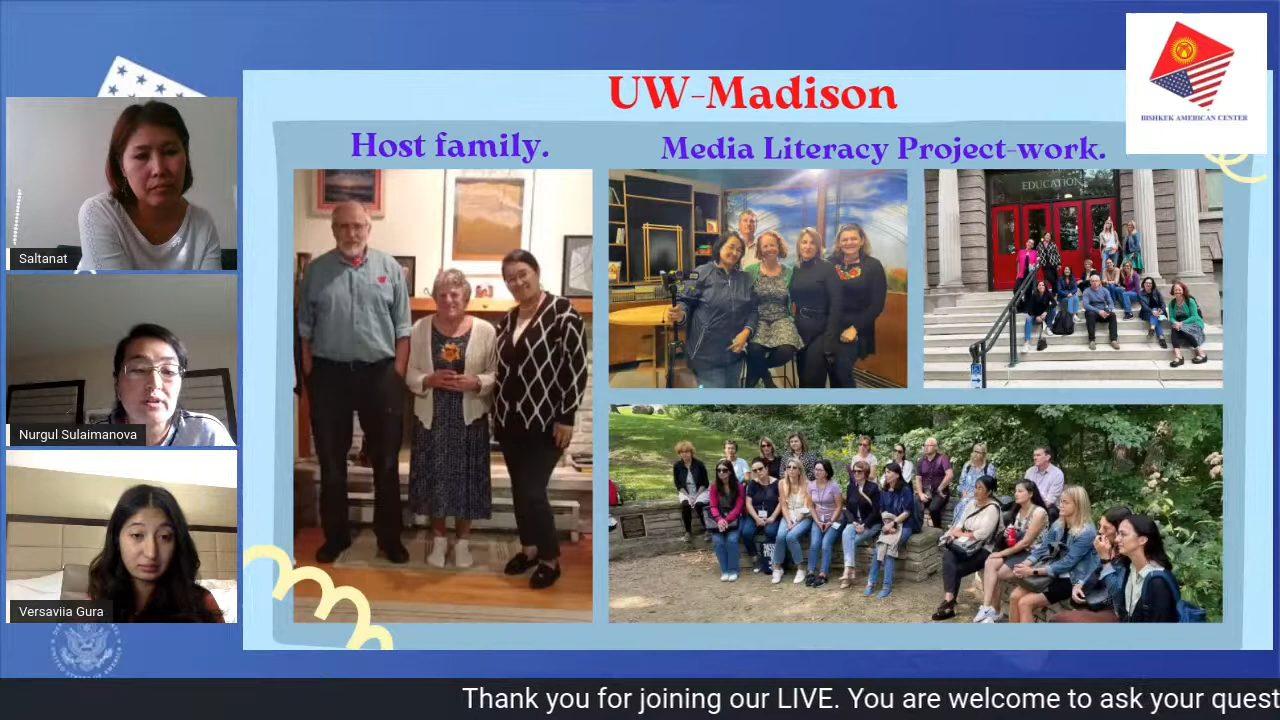 UW-Madison
BISHKEK AMERICAN CENTER
Host family.
Media Literacy Project-work.
EDUCATION
Saltanat
Nurgul Sulaimanova
Versaviia Gura
Thank you for joining our LIVE. You are welcome to ask your quest